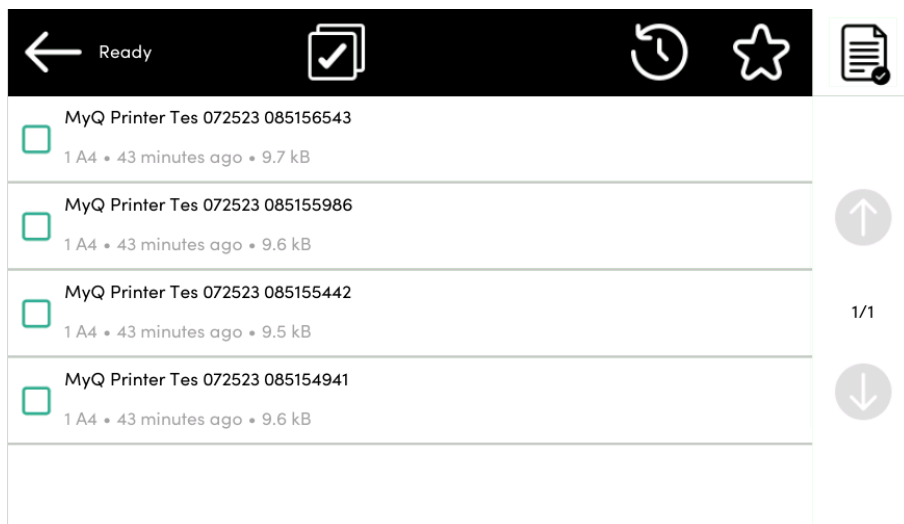 Ready
MyQ Printer Tes 072523 085156543
1 A4 • 43 minutes ago • 9.7 kB
MyQ Printer Tes 072523 085155986
1 A4 • 43 minutes ago • 9.6 kB
MyQ Printer Tes 072523 085155442
1 A4 • 43 minutes ago • 9.5 kB
1/1
MyQ Printer Tes 072523 085154941
1 A4 • 43 minutes ago • 9.6 kB